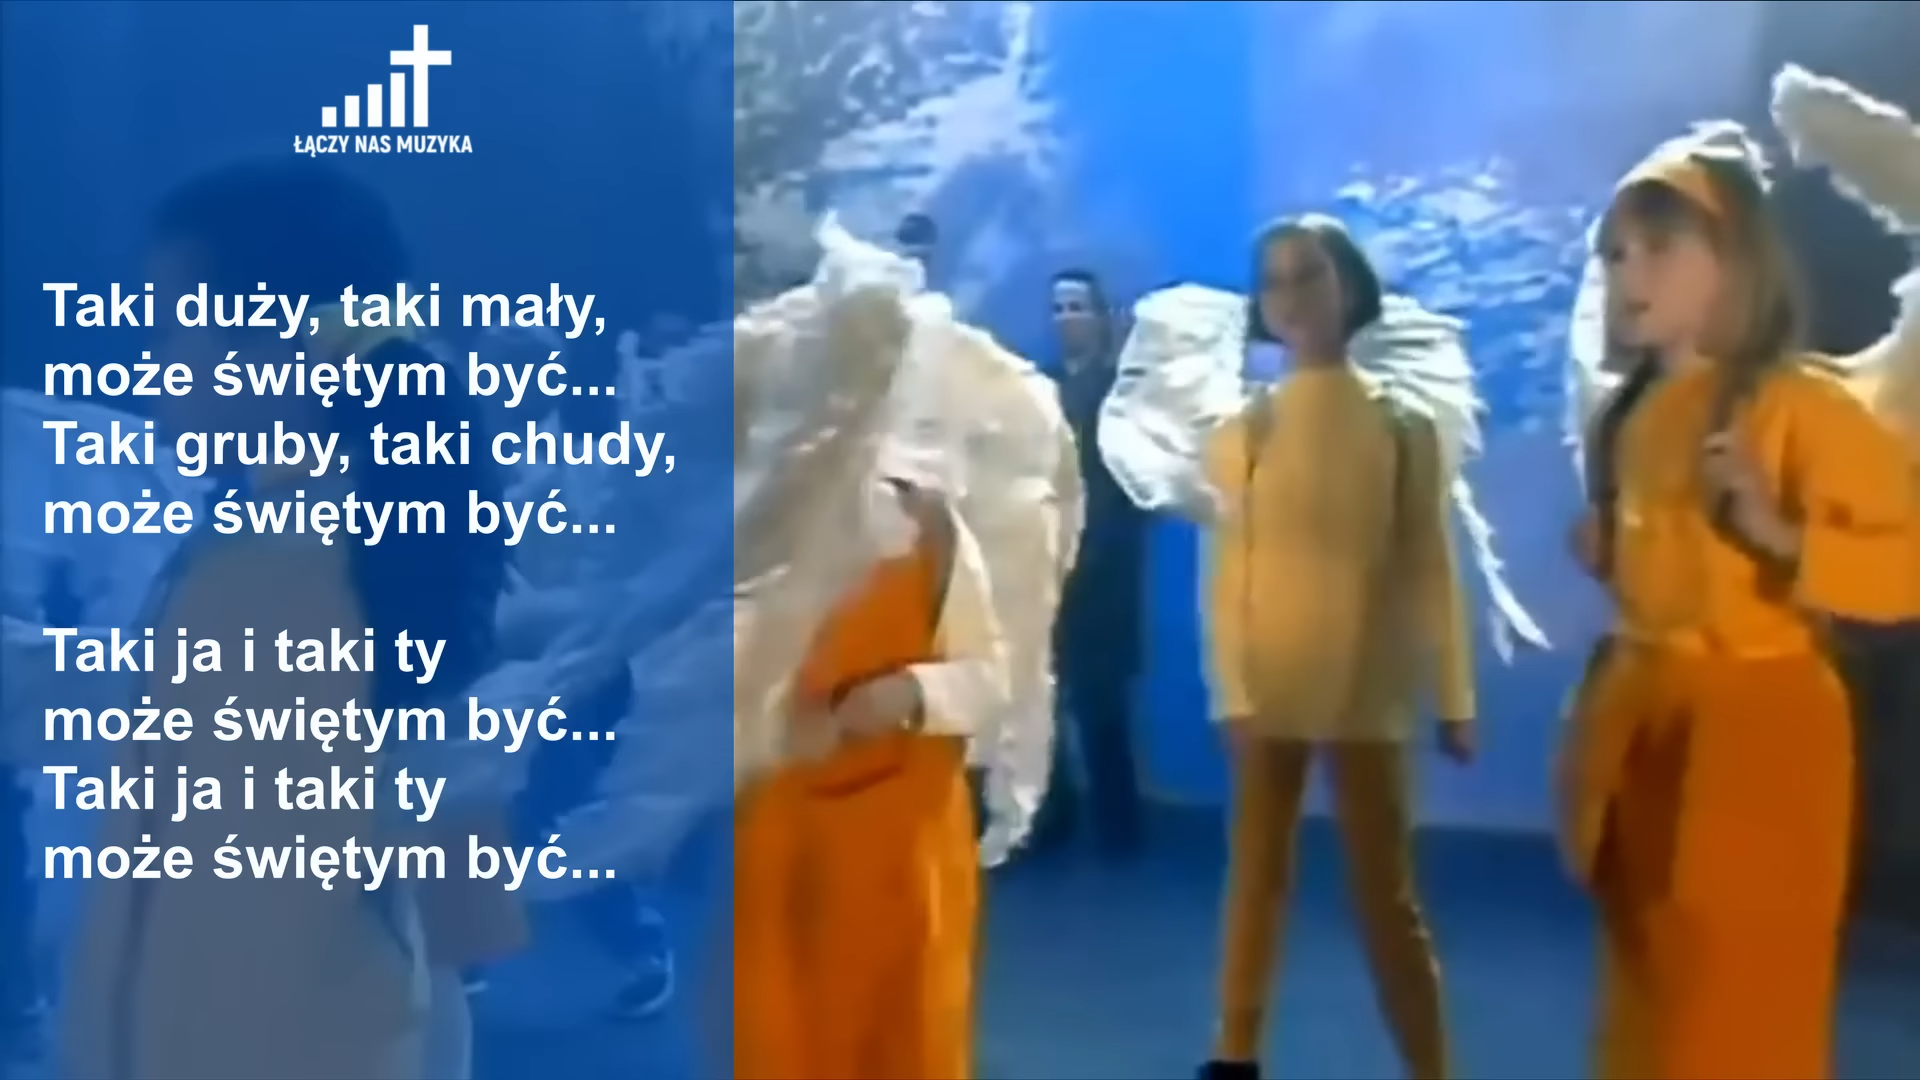 ŁĄCZY NAS MUZYKA
Taki duży, taki mały,
może świętym być...
Taki gruby, taki chudy,
może świętym być...
Taki ja i taki ty
może świętym być...
Taki ja i taki ty
może świętym być...